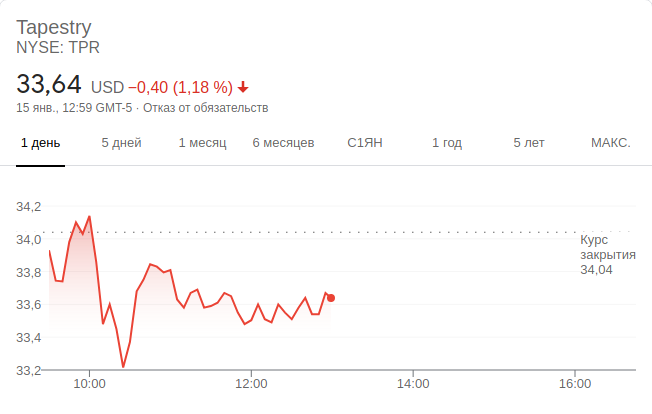 Tapestry
NYSE: TPR
33,64 USD −0,40 (1,18 %)
15 янв., 12:59 GMT-5 · Отказ от обязательств
1 день 5 дней 1 месяц 6 месяцев С1ЯН 1 год 5 лет МАКС.
34,2
34,0
33,8
33,6
33,4
33,2
Курс
закрытия
34,04
10:00 12:00 14:00 16:00